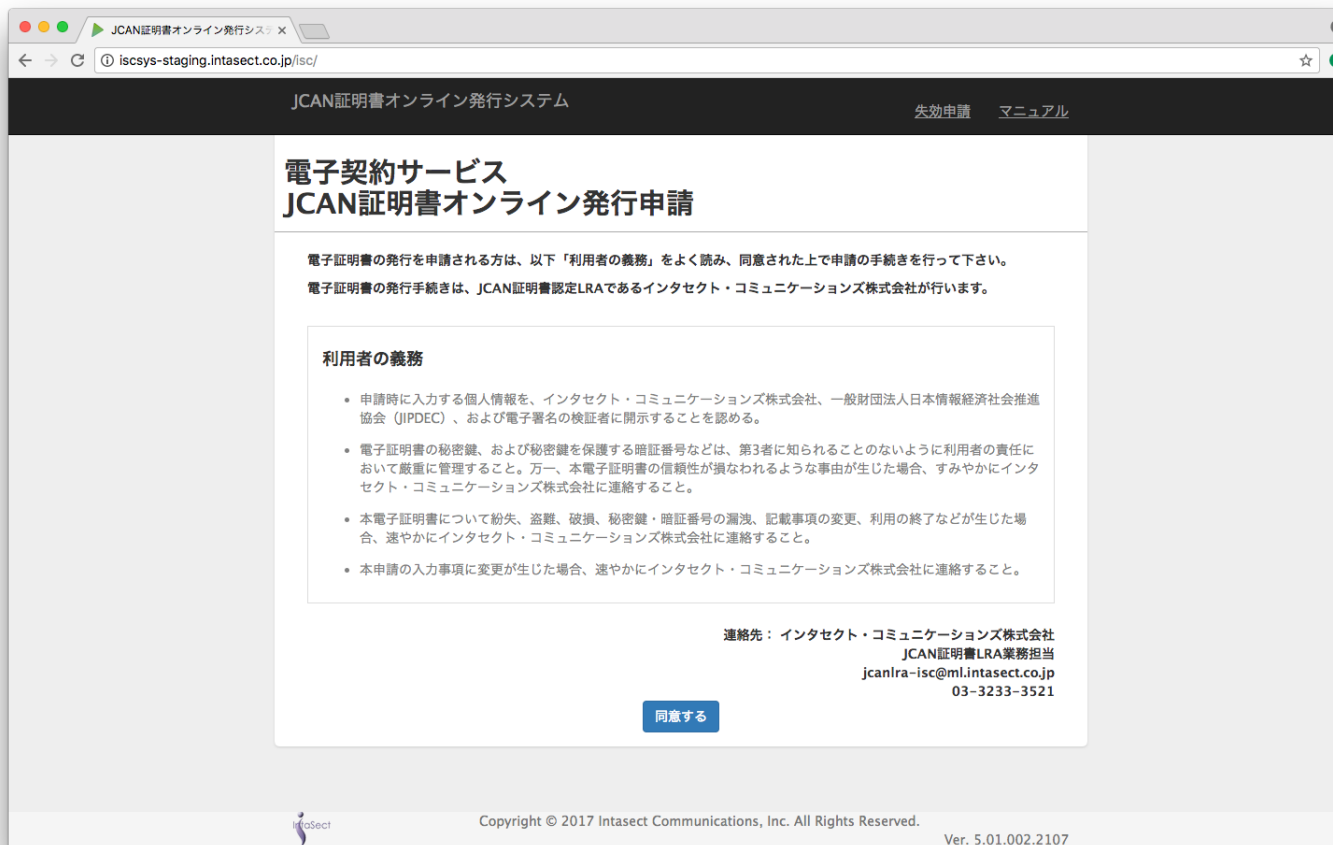 JCAN証明書オンライン発行シス
iscsys-staging.intasect.co.jp/isc/
JCAN証明書オンライン発行システム
失効申請
マニュアル
電子契約サービス
JCAN証明書オンライン発行申請
電子証明書の発行を申請される方は、以下「利用者の義務」をよく読み、同意された上で申請の手続きを行って下さい。
電子証明書の発行手続きは、JCAN証明書認定LRAであるインタセクト・コミュニケーションズ株式会社が行います。
利用者の義務
• 申請時に入力する個人情報を、インタセクト・コミュニケーションズ株式会社、一般財団法人日本情報経済社会推進
協会（JIPDEC）、および電子署名の検証者に開示することを認める。
• 電子証明書の秘密鍵、および秘密鍵を保護する暗証番号などは、第3者に知られることのないように利用者の責任に
おいて厳重に管理すること。万一、本電子証明書の信頼性が損なわれるような事由が生じた場合、すみやかにインタ
セクト・コミュニケーションズ株式会社に連絡すること。
• 本電子証明書について紛失、盗難、破損、秘密鍵・暗証番号の漏洩、記載事項の変更、利用の終了などが生じた場
合、速やかにインタセクト・コミュニケーションズ株式会社に連絡すること。
• 本申請の入力事項に変更が生じた場合、速やかにインタセクト・コミュニケーションズ株式会社に連絡すること。
連絡先： インタセクト・コミュニケーションズ株式会社
JCAN証明書LRA業務担当
jcanlra-isc@ml.intasect.co.jp
03-3233-3521
同意する
IntaSect
Copyright © 2017 Intasect Communications, Inc. All Rights Reserved.
Ver. 5.01.002.2107